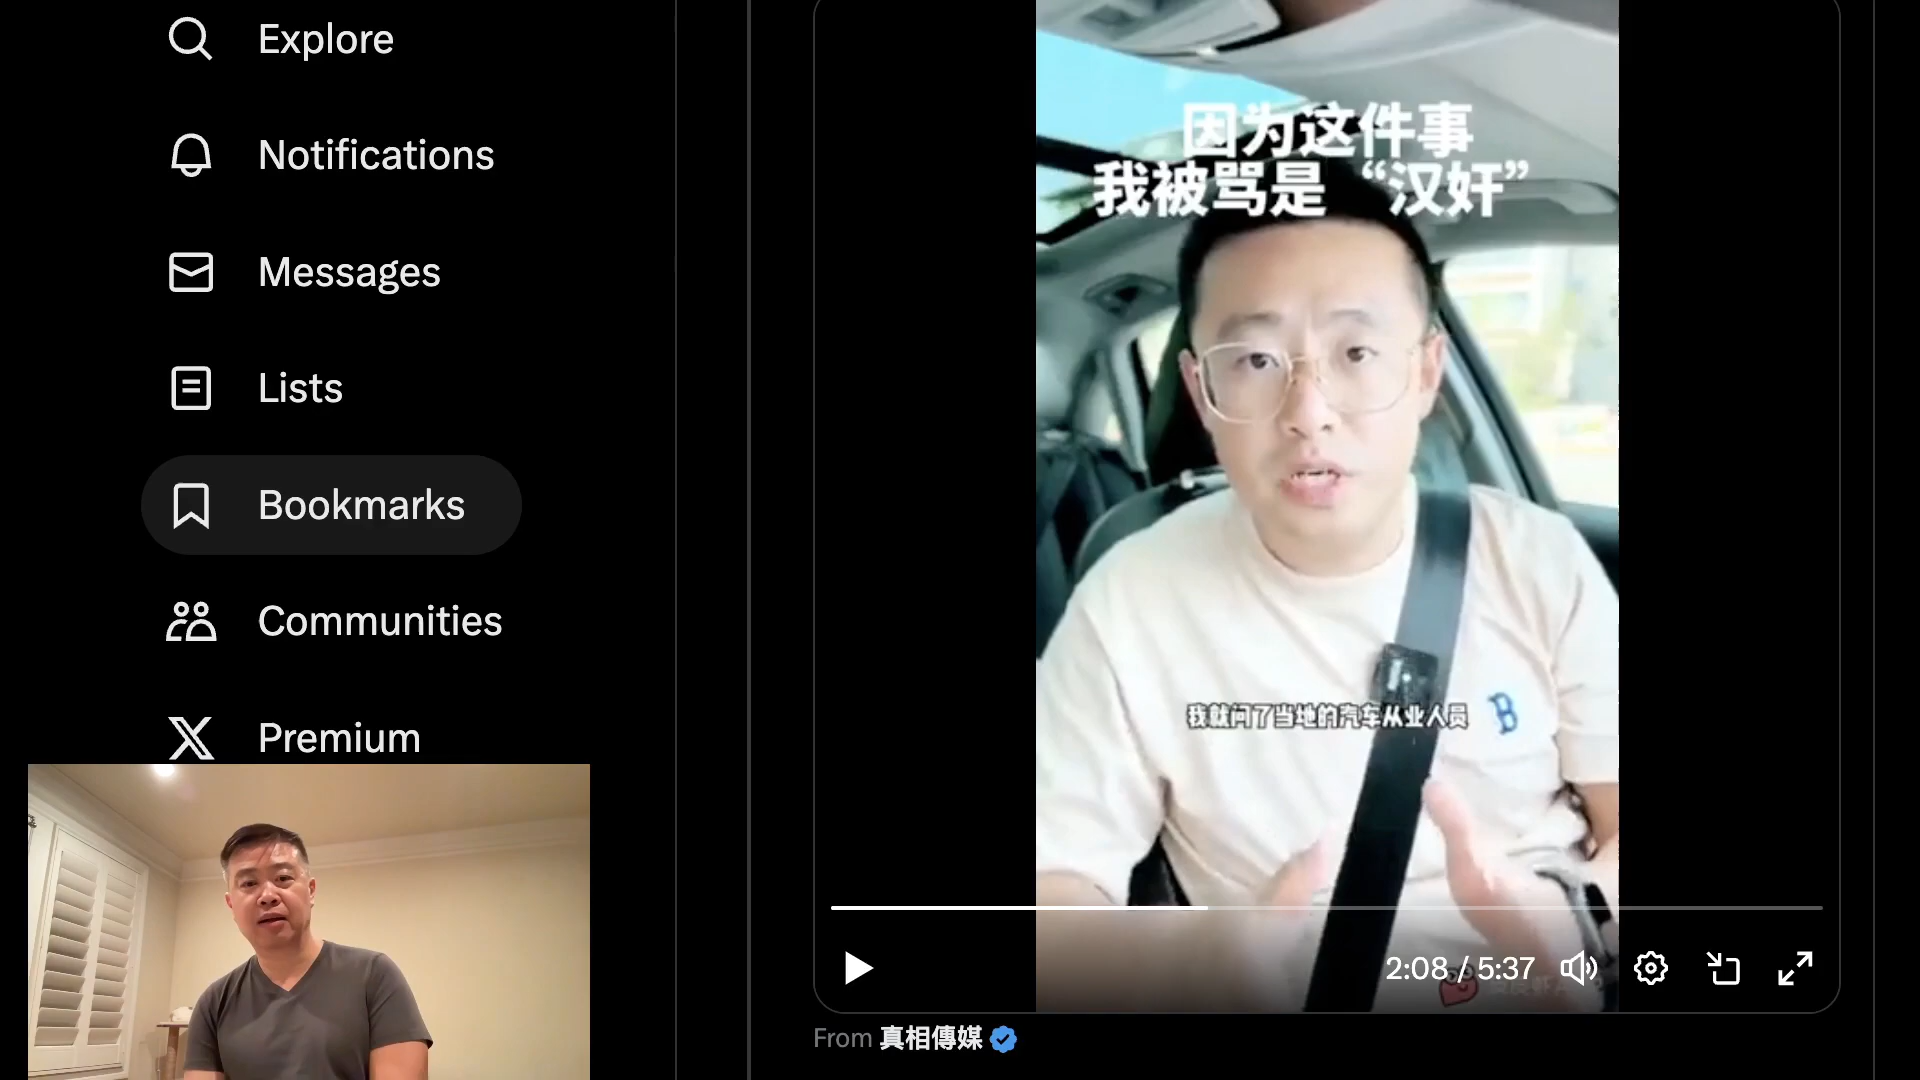 Explore
Notifications
Messages
Lists
Bookmarks
Communities
Premium
因为这件事
我被骂是“汉奸”
我就问了当地的汽车从业人员
B
2:08 / 5:37
From 真相傳媒